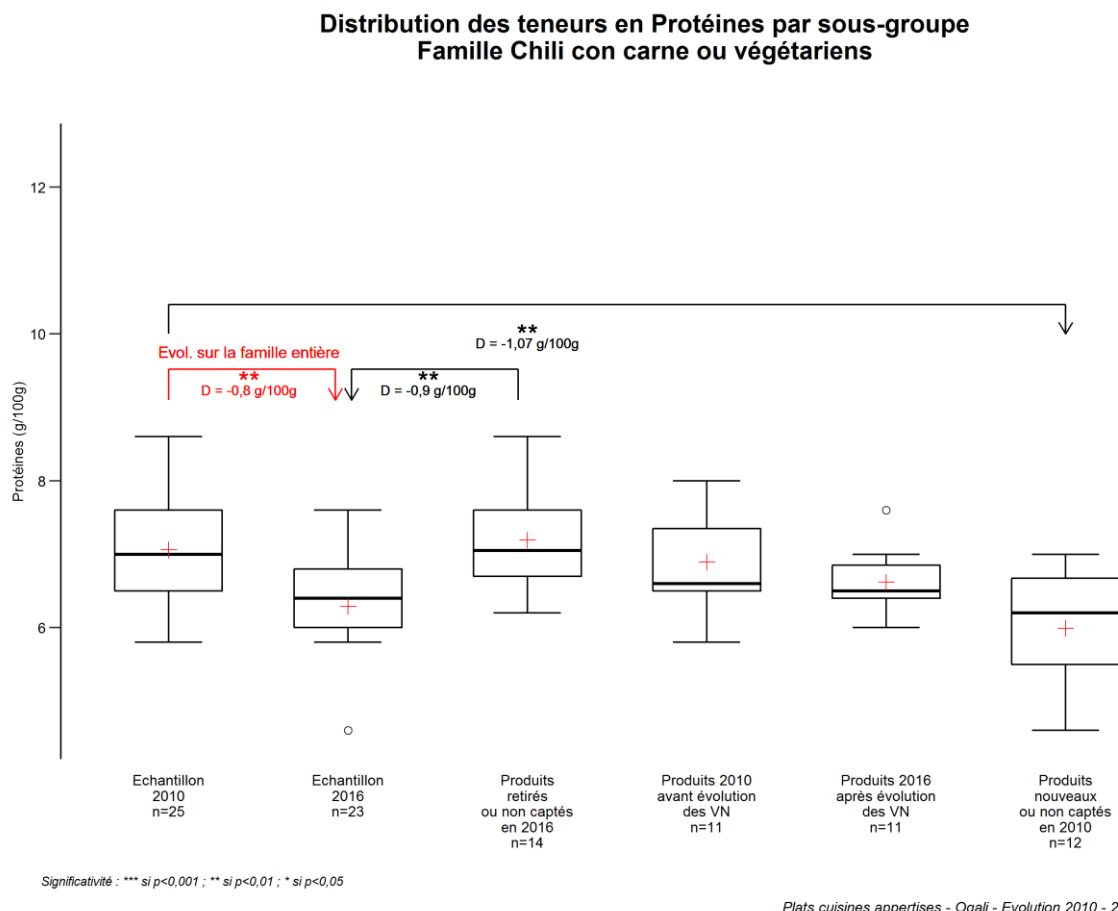 Distribution des teneurs en Protéines par sous-groupe
Famille Chili con carne ou végétariens
12
10
8
6
Protéines (g/100g)
**
D = -1,07 g/100g
Evol. sur la famille entière
**
D = -0,8 g/100g
**
D = -0,9 g/100g
Echantillon
2010
n=25
Echantillon
2016
n=23
Produits
retirés
ou non captés
en 2016
n=14
Produits 2010
avant évolution
des VN
n=11
Produits 2016
après évolution
des VN
n=11
Produits
nouveaux
ou non captés
en 2010
n=12
Significativité : *** si p<0,001 ; ** si p<0,01 ; * si p<0,05
Plats cuisines appertises - Oqali - Evolution 2010 - 2